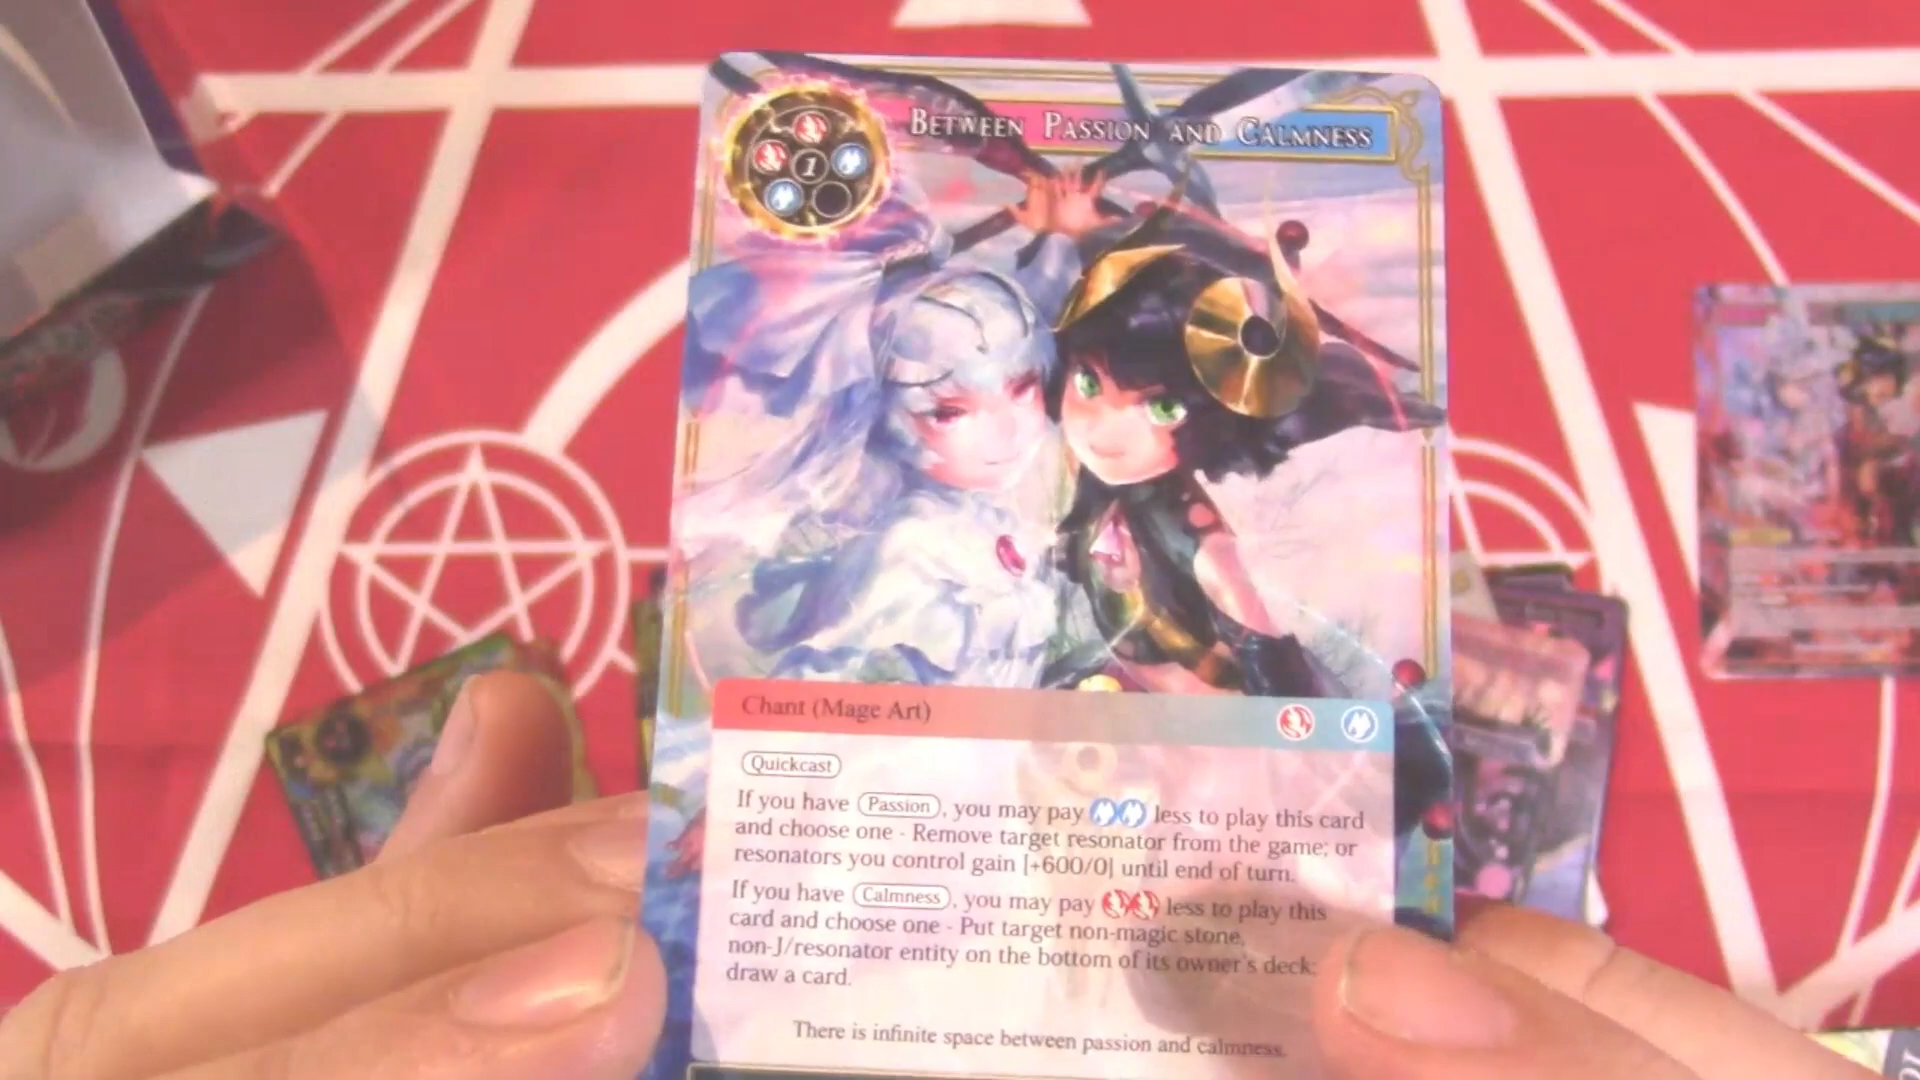 Between Passion and Calmness
1
Chant (Mage Art)
Quickcast
If you have Passion, you may pay less to play this card
and choose one - Remove target resonator from the game; or
resonators you control gain [+600/0] until end of turn.
If you have Calmness, you may pay less to play this
card and choose one - Put target non-magic stone,
non-J/resonator entity on the bottom of its owner's deck;
draw a card.
There is infinite space between passion and calmness.